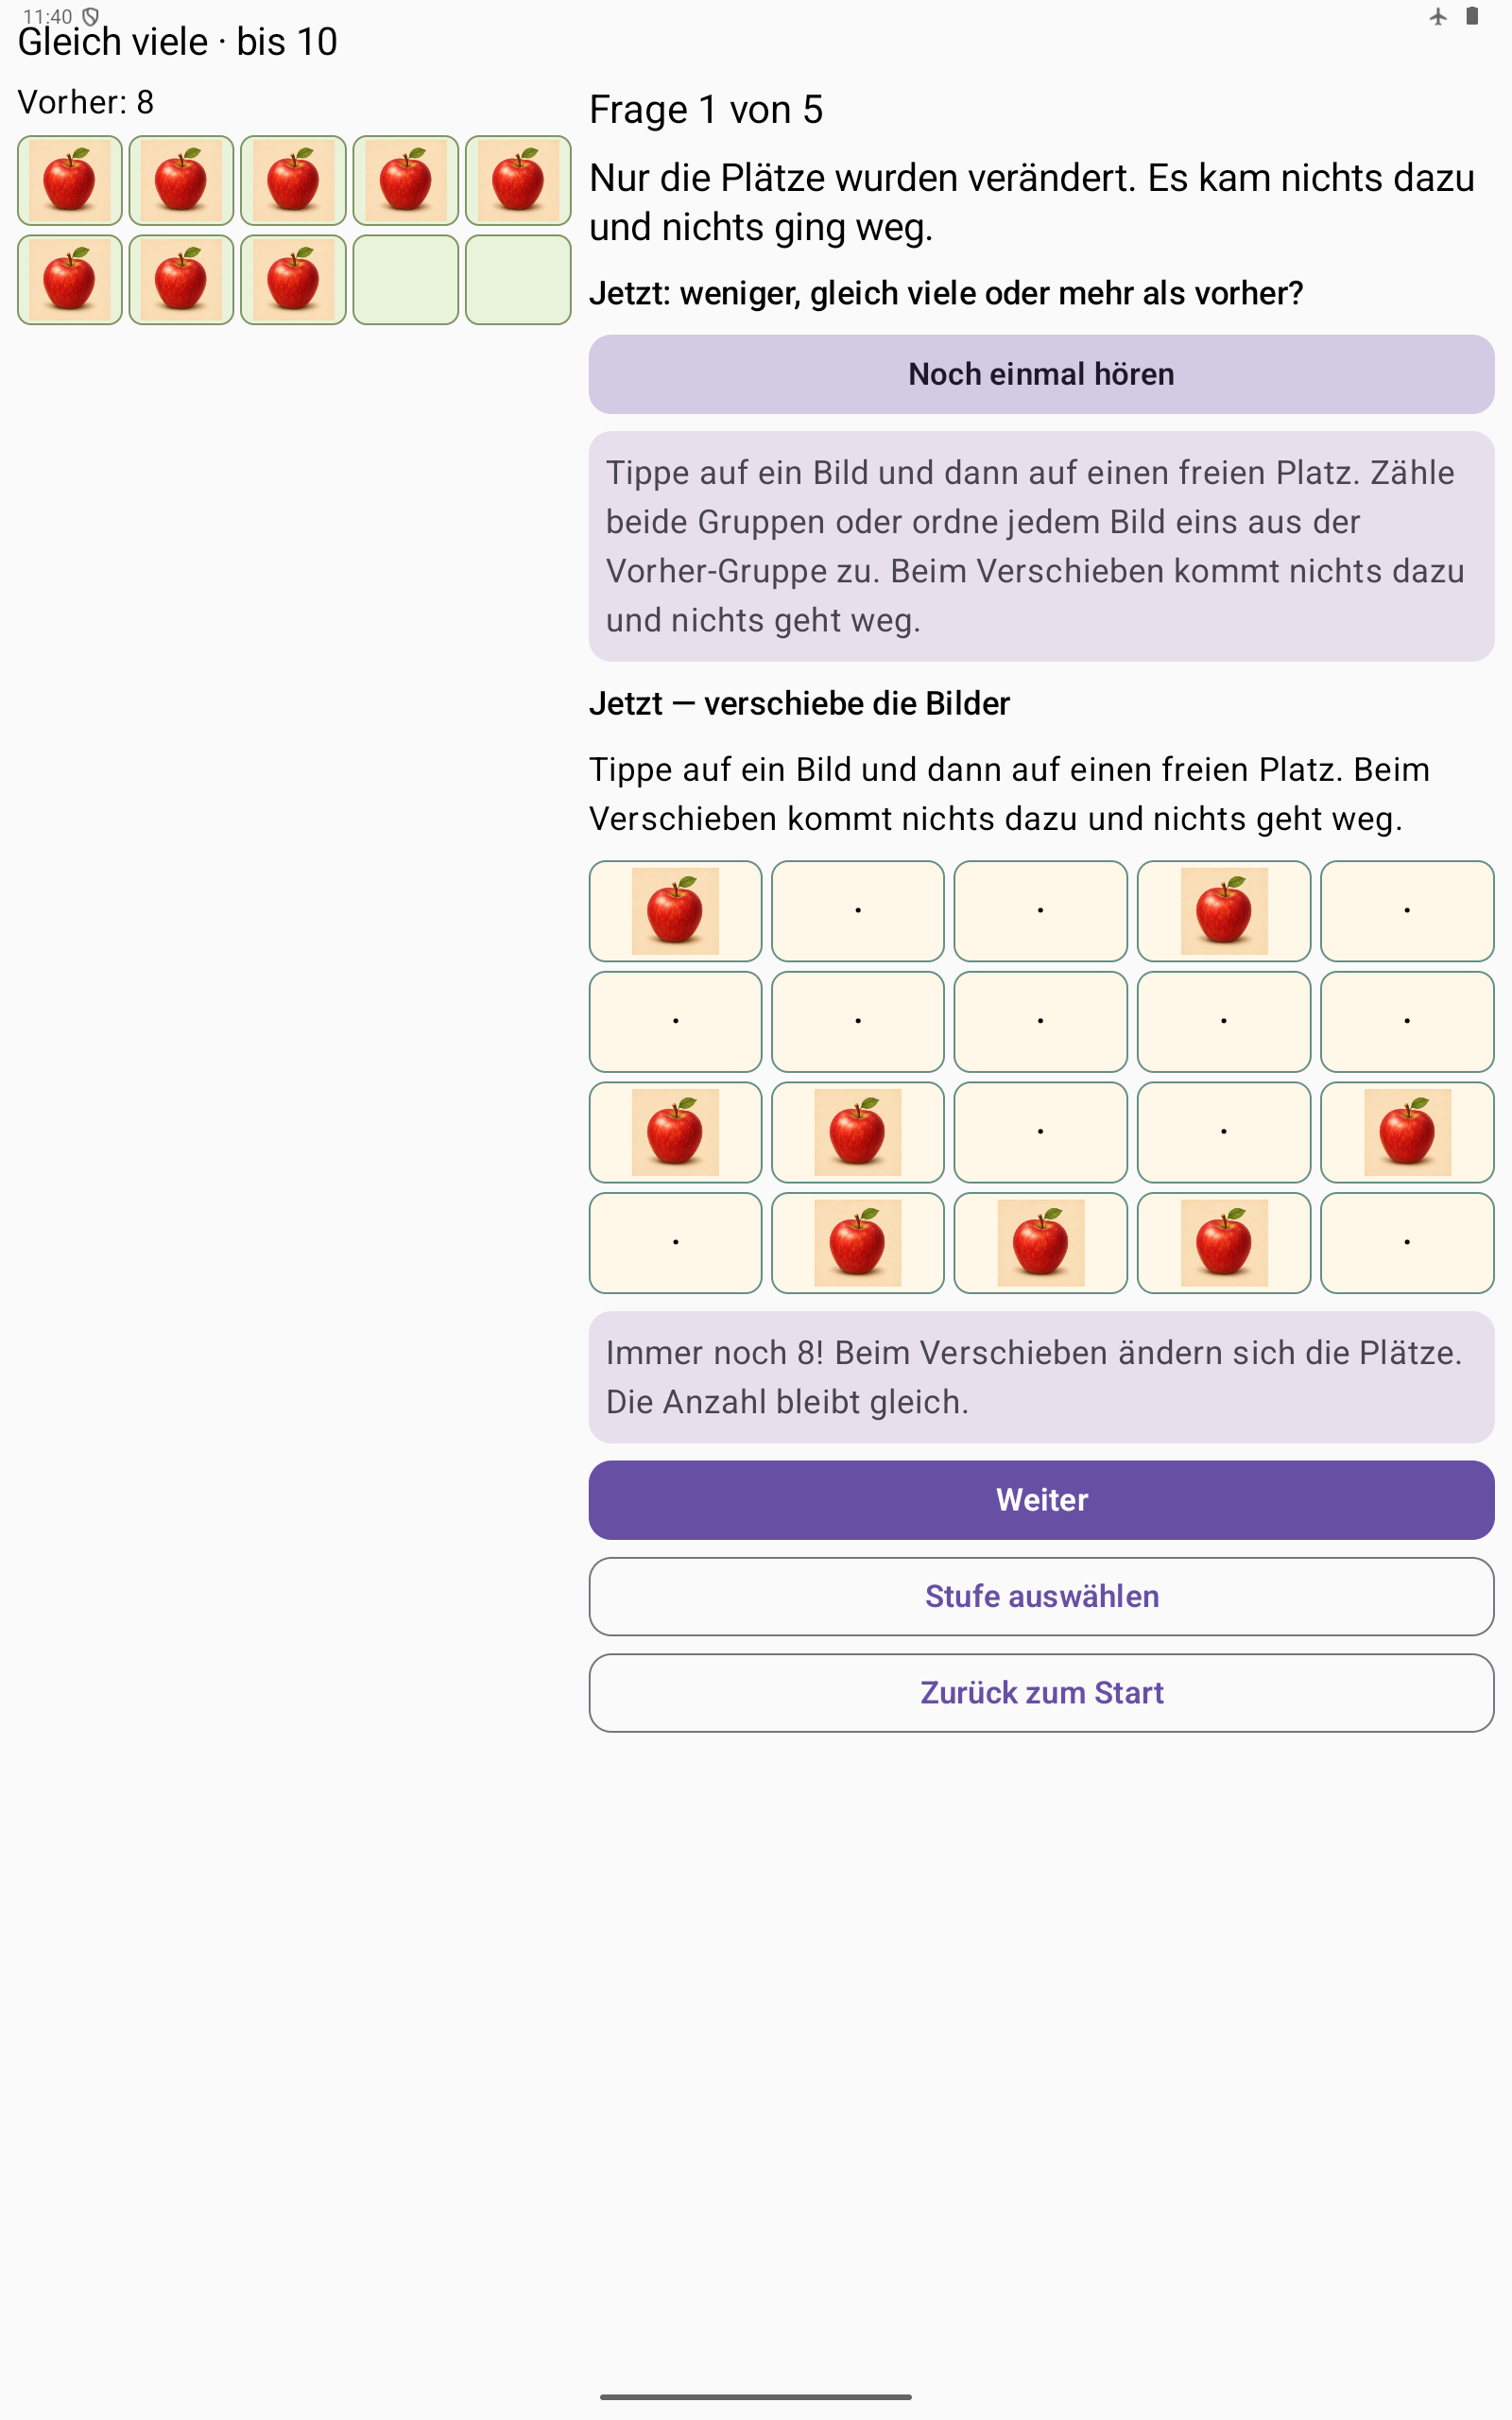 11:40
Gleich viele · bis 10
Vorher: 8
Frage 1 von 5
Nur die Plätze wurden verändert. Es kam nichts dazu
und nichts ging weg.
Jetzt: weniger, gleich viele oder mehr als vorher?
Noch einmal hören
Tippe auf ein Bild und dann auf einen freien Platz. Zähle
beide Gruppen oder ordne jedem Bild eins aus der
Vorher-Gruppe zu. Beim Verschieben kommt nichts dazu
und nichts geht weg.
Jetzt — verschiebe die Bilder
Tippe auf ein Bild und dann auf einen freien Platz. Beim
Verschieben kommt nichts dazu und nichts geht weg.
Immer noch 8! Beim Verschieben ändern sich die Plätze.
Die Anzahl bleibt gleich.
Weiter
Stufe auswählen
Zurück zum Start